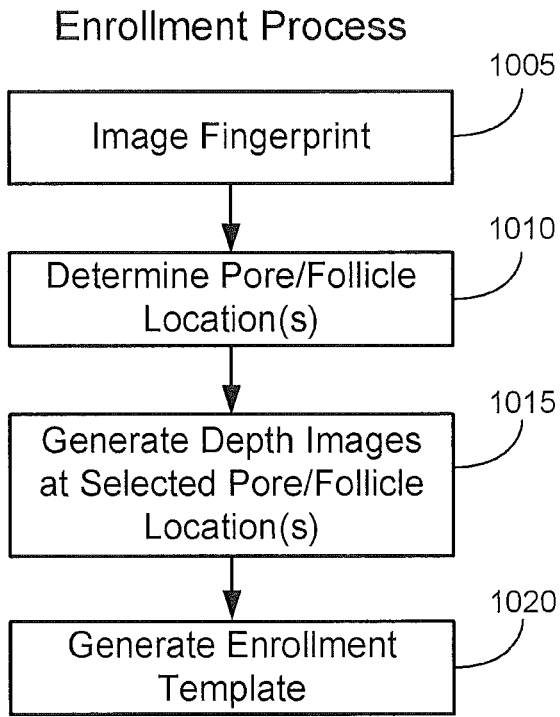 Enrollment Process
1005
Image Fingerprint
1010
Determine Pore/Follicle
Location(s)
1015
Generate Depth Images
at Selected Pore/Follicle
Location(s)
1020
Generate Enrollment
Template